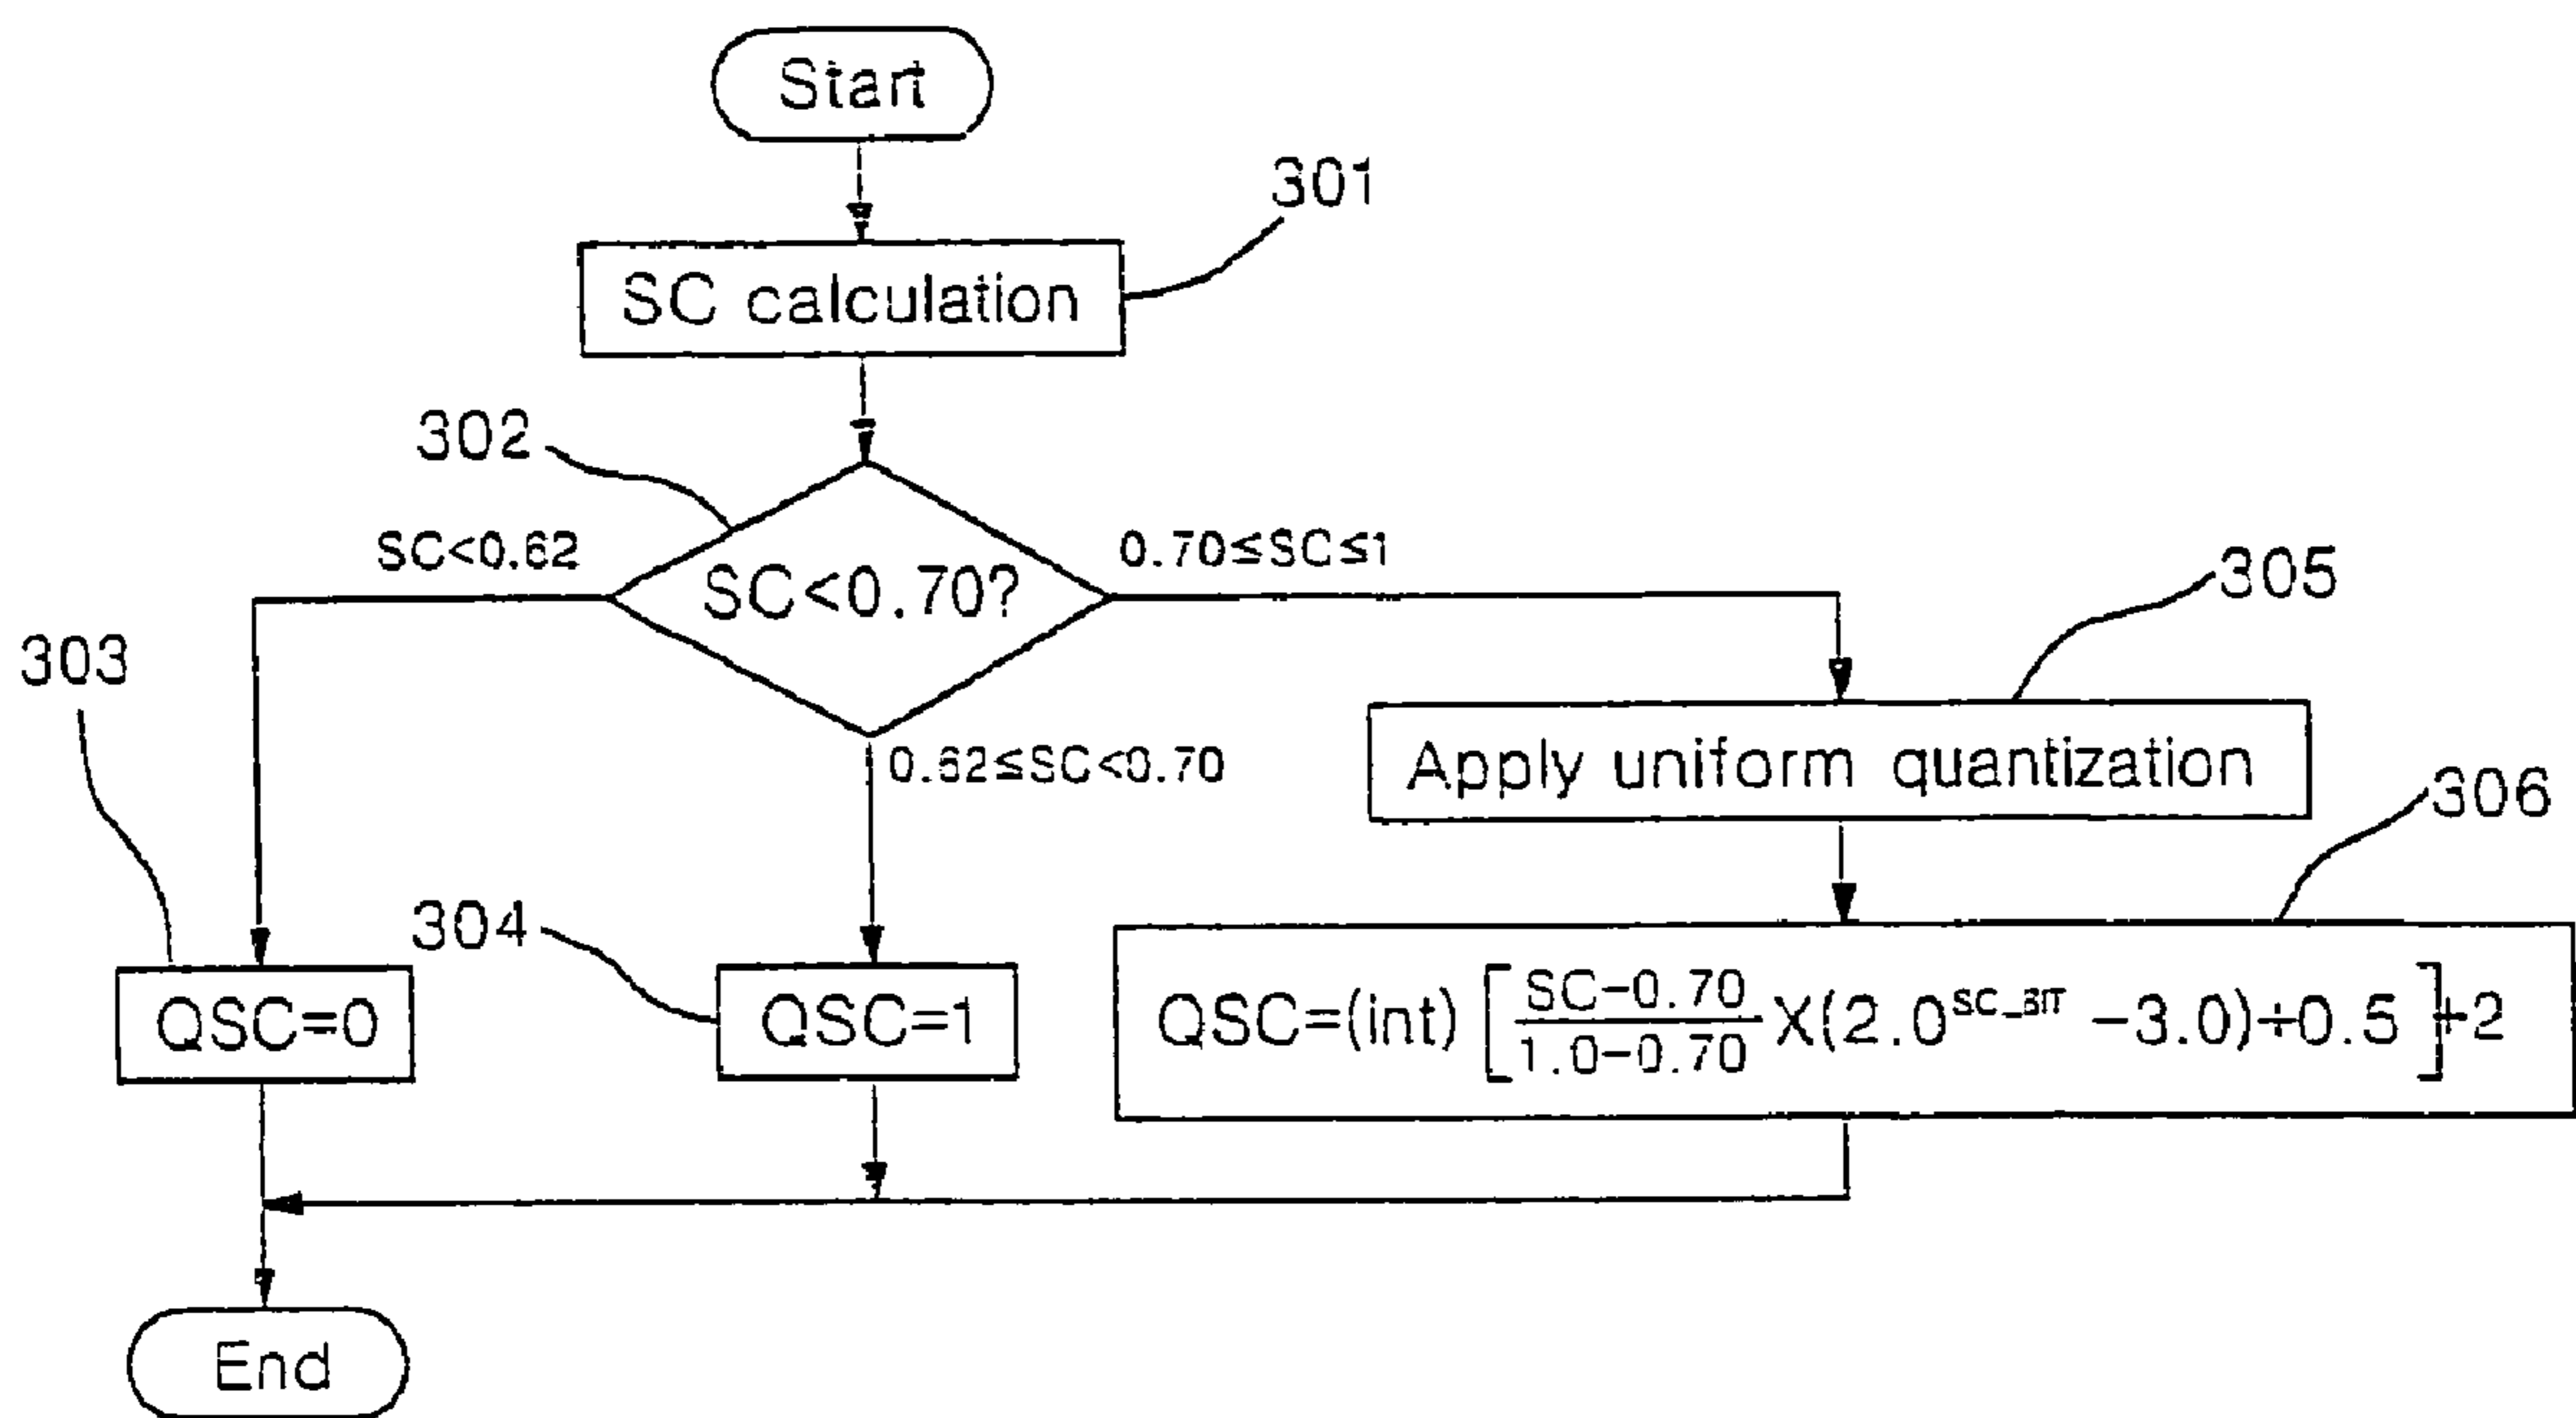 Start
301
SC calculation
302
SC<0.62
SC<0.70?
0.70≤SC≤1
305
303
0.62≤SC<0.70
Apply uniform quantization
306
304
QSC=0
QSC=1
QSC=(int) [SC-0.70/1.0-0.70 X(2.0^SC_BIT -3.0)+0.5]+2
End